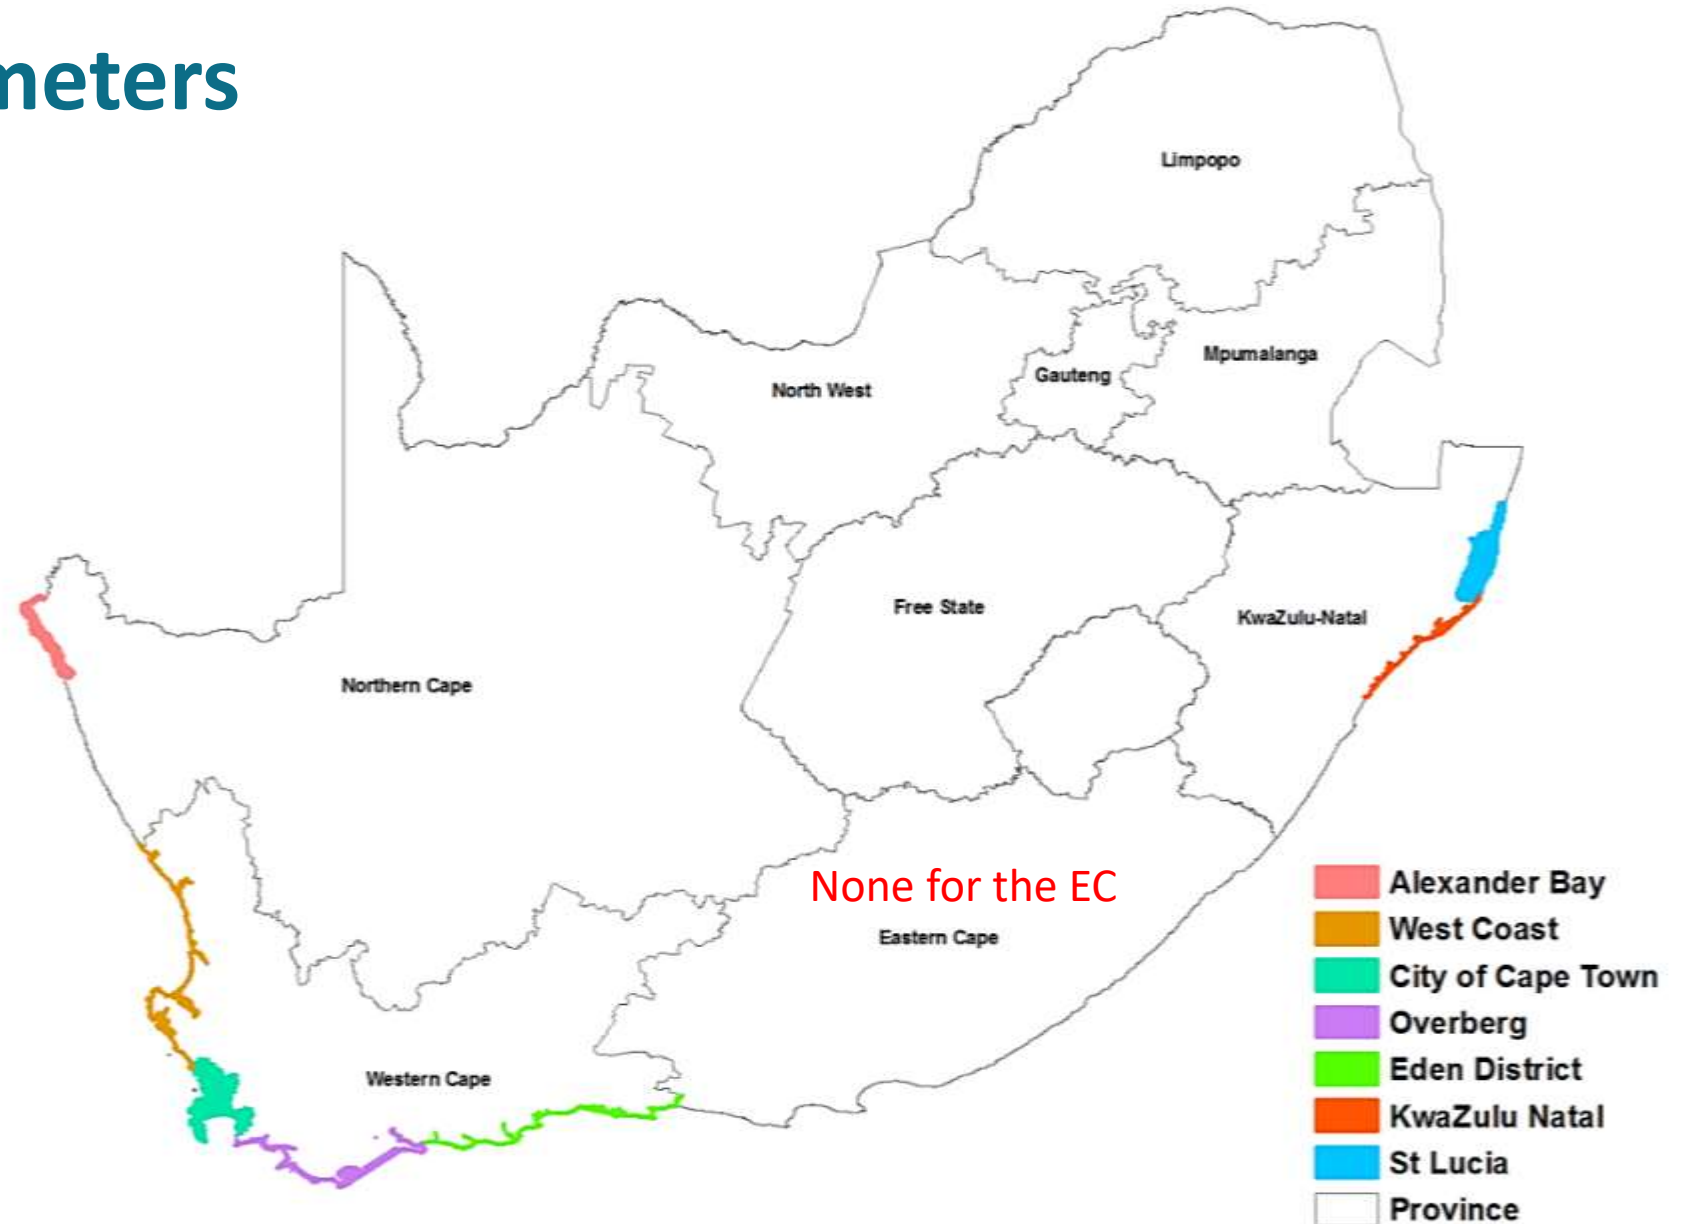 meters
Limpopo
Mpumalanga
Gauteng
North West
Free State
KwaZulu-Natal
Northern Cape
None for the EC
Eastern Cape
Western Cape
Alexander Bay
West Coast
City of Cape Town
Overberg
Eden District
KwaZulu Natal
St Lucia
Province